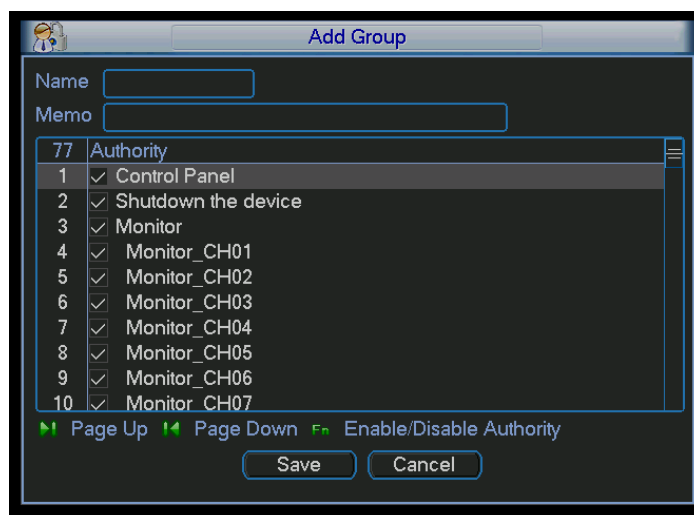 Add Group
Name
Memo
77 Authority
1 Control Panel
2 Shutdown the device
3 Monitor
4 Monitor_CH01
5 Monitor_CH02
6 Monitor_CH03
7 Monitor_CH04
8 Monitor_CH05
9 Monitor_CH06
10 Monitor_CH07
Page Up Page Down Fn Enable/Disable Authority
Save Cancel